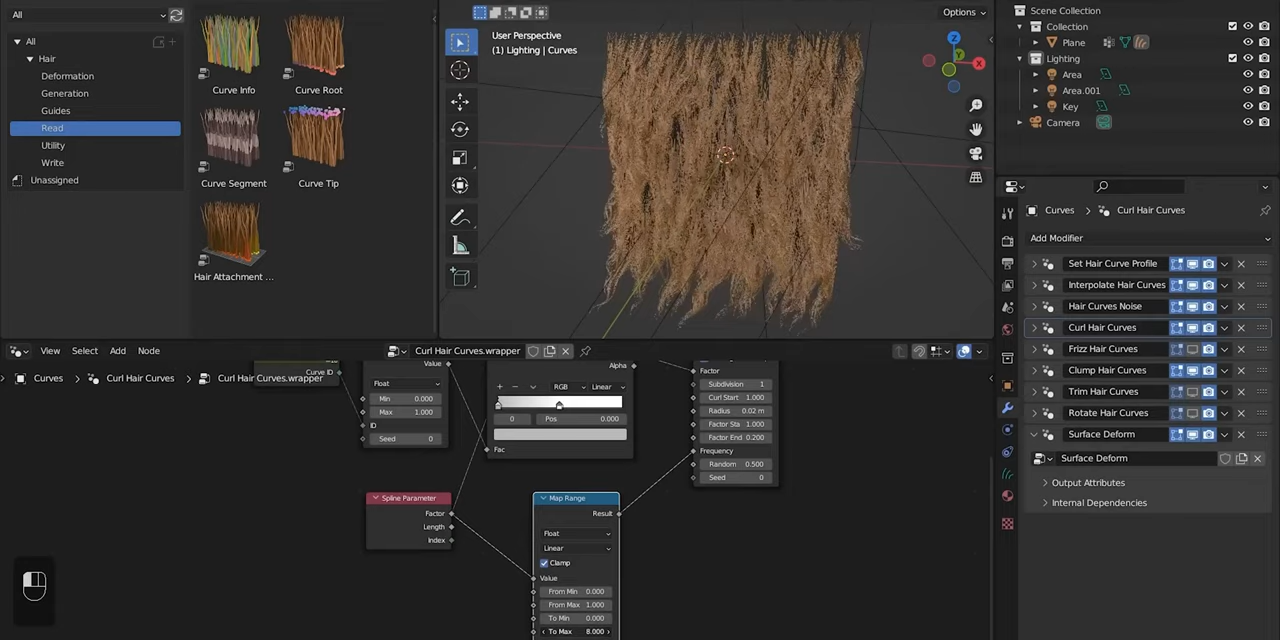 All
All
Hair
Deformation
Generation
Guides
Read
Utility
Write
Unassigned
Curve Info
Curve Root
Curve Segment
Curve Tip
Hair Attachment ...
Options
User Perspective
(1) Lighting | Curves
Z
Y
X
Scene Collection
Collection
Plane
Lighting
Area
Area.001
Key
Camera
Curves
Curl Hair Curves
Add Modifier
Set Hair Curve Profile
Interpolate Hair Curves
Hair Curves Noise
Curl Hair Curves
Frizz Hair Curves
Clump Hair Curves
Trim Hair Curves
Rotate Hair Curves
Surface Deform
Surface Deform
Output Attributes
Internal Dependencies
View Select Add Node
Curl Hair Curves.wrapper
Curves
Curl Hair Curves
Curl Hair Curves.wrapper
Curve ID
Value
Float
Min 0.000
Max 1.000
ID
Seed 0
Alpha
RGB
Linear
0
Pos 0.000
Fac
Factor
Subdivision 1
Curl Start 1.000
Radius 0.02 m
Factor Sta 1.000
Factor End 0.200
Frequency
Random 0.500
Seed 0
Spline Parameter
Factor
Length
Index
Map Range
Result
Float
Linear
Clamp
Value
From Min 0.000
From Max 1.000
To Min 0.000
To Max 8.000